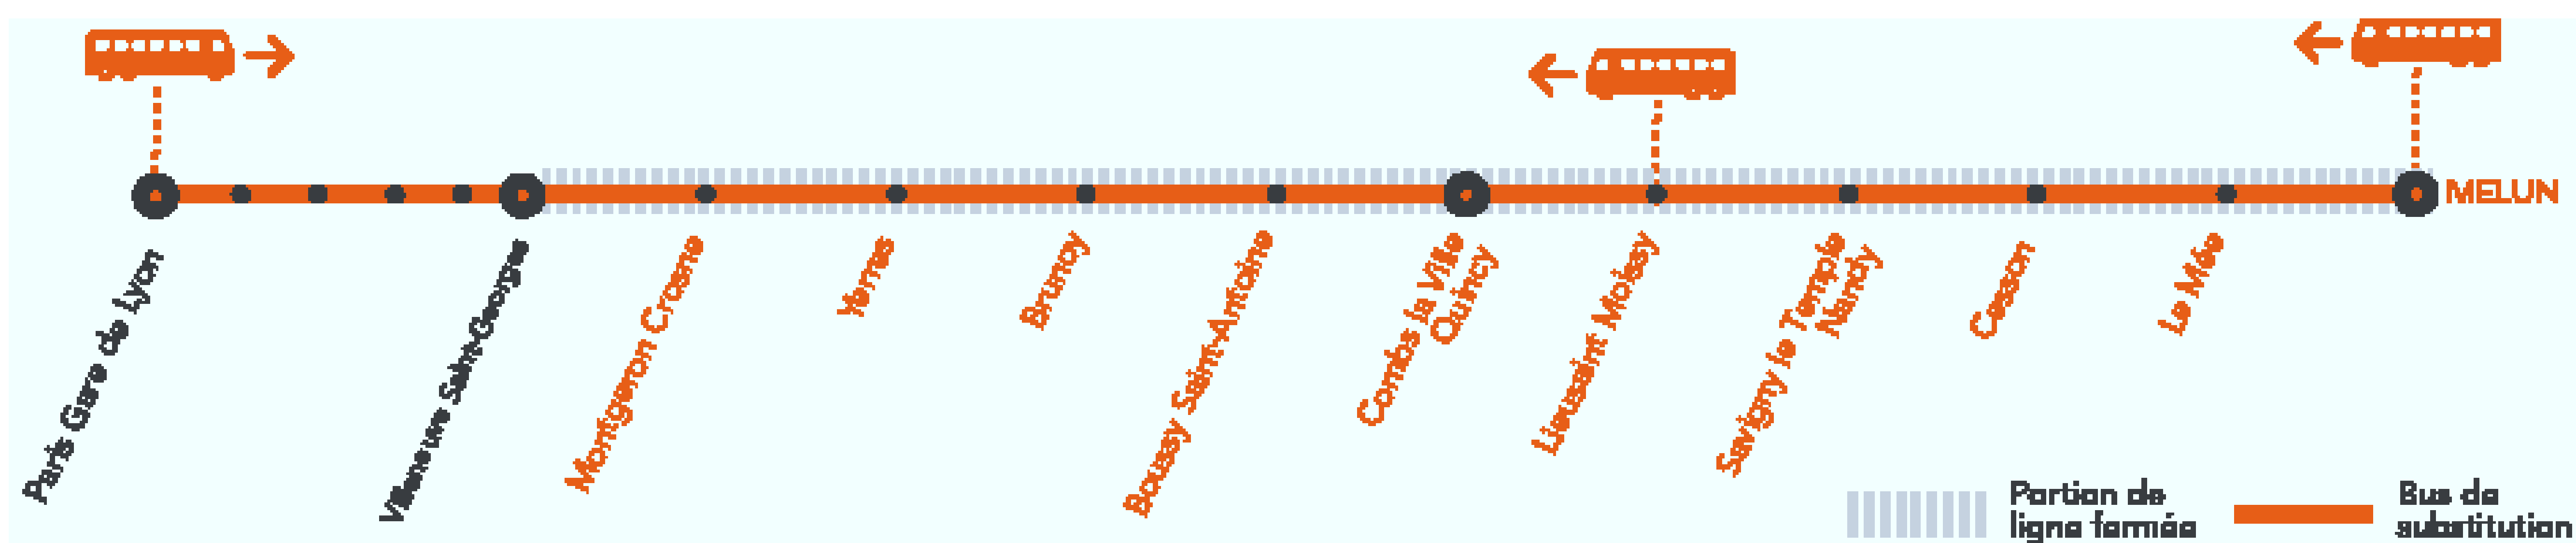 MELUN
Paris Gare de Lyon
Villeneuve Saint-Georges
Montgeron Crosne
Yerres
Brunoy
Boussy Saint-Antoine
Combs la Ville
Quincy
Lieusaint Moissy
Savigny le Temple
Nandy
Cesson
Le Mée
Portion de
ligne fermée
Bus de
substitution